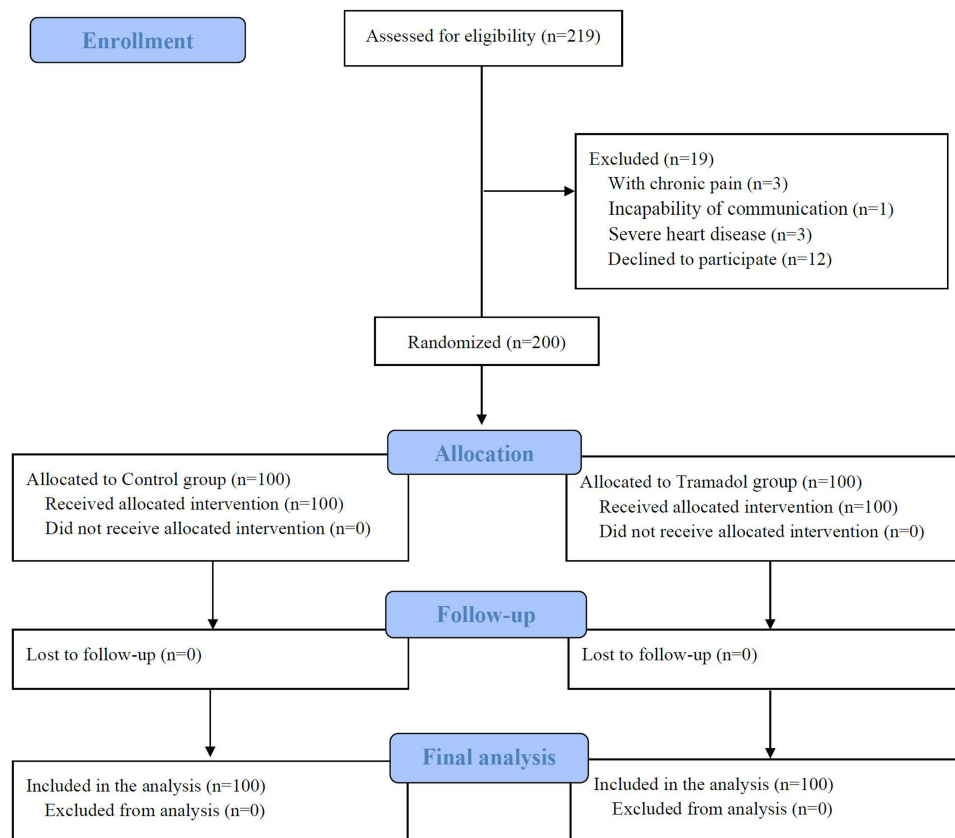 Enrollment
Assessed for eligibility (n=219)
Excluded (n=19)
With chronic pain (n=3)
Incapability of communication (n=1)
Severe heart disease (n=3)
Declined to participate (n=12)
Randomized (n=200)
Allocation
Allocated to Control group (n=100)
Received allocated intervention (n=100)
Did not receive allocated intervention (n=0)
Allocated to Tramadol group (n=100)
Received allocated intervention (n=100)
Did not receive allocated intervention (n=0)
Follow-up
Lost to follow-up (n=0)
Lost to follow-up (n=0)
Final analysis
Included in the analysis (n=100)
Excluded from analysis (n=0)
Included in the analysis (n=100)
Excluded from analysis (n=0)